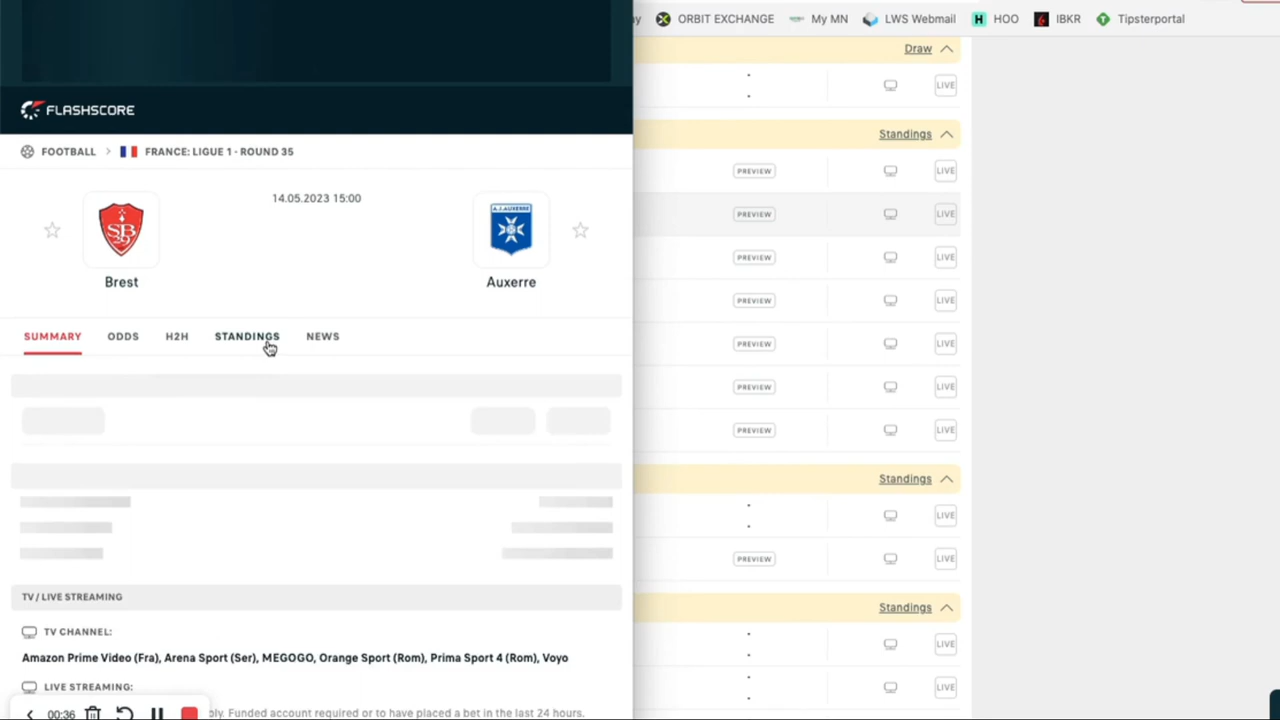 ORBIT EXCHANGE
My MN
LWS Webmail
HOO
IBKR
Tipsterportal
Draw
LIVE
FLASHSCORE
FOOTBALL > FRANCE: LIGUE 1 - ROUND 35
Standings
PREVIEW LIVE
14.05.2023 15:00
PREVIEW LIVE
PREVIEW LIVE
Brest
Auxerre
PREVIEW LIVE
SUMMARY ODDS H2H STANDINGS NEWS
PREVIEW LIVE
PREVIEW LIVE
PREVIEW LIVE
Standings
LIVE
PREVIEW LIVE
TV / LIVE STREAMING
Standings
TV CHANNEL:
LIVE
Amazon Prime Video (Fra), Arena Sport (Ser), MEGOGO, Orange Sport (Rom), Prima Sport 4 (Rom), Voyo
LIVE STREAMING:
LIVE
00:36
Funded account required or to have placed a bet in the last 24 hours.